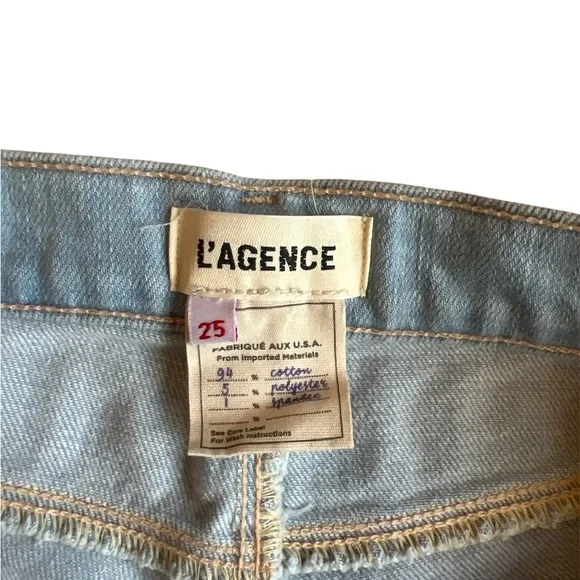 L'AGENCE
25
FABRIQUÉ AUX U.S.A.
From Imported Materials
94 % cotton
5 % polyester
1 % spandex
%
See Care Label
For Wash Instructions